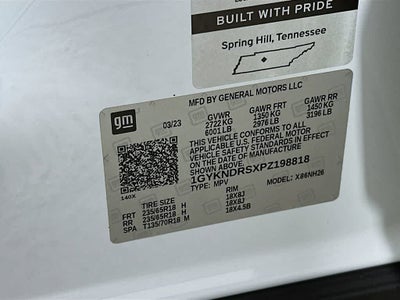 BUILT WITH PRIDE
Spring Hill, Tennessee
MFD BY GENERAL MOTORS LLC
gm
03/23
GVWR
2722 KG
6001 LB
GAWR FRT
1350 KG
2976 LB
GAWR RR
1450 KG
3196 LB
THIS VEHICLE CONFORMS TO ALL
APPLICABLE U.S. FEDERAL MOTOR
VEHICLE SAFETY STANDARDS IN EFFECT
ON THE DATE OF MANUFACTURE
SHOWN ABOVE.
1GYKNDRSXPZ198818
TYPE: MPV
MODEL: X86NH26
140X
TIRE SIZE
RIM
FRT 235/65R18 H 18X8J
RR 235/65R18 H 18X8J
SPA T135/70R18 M 18X4.5B